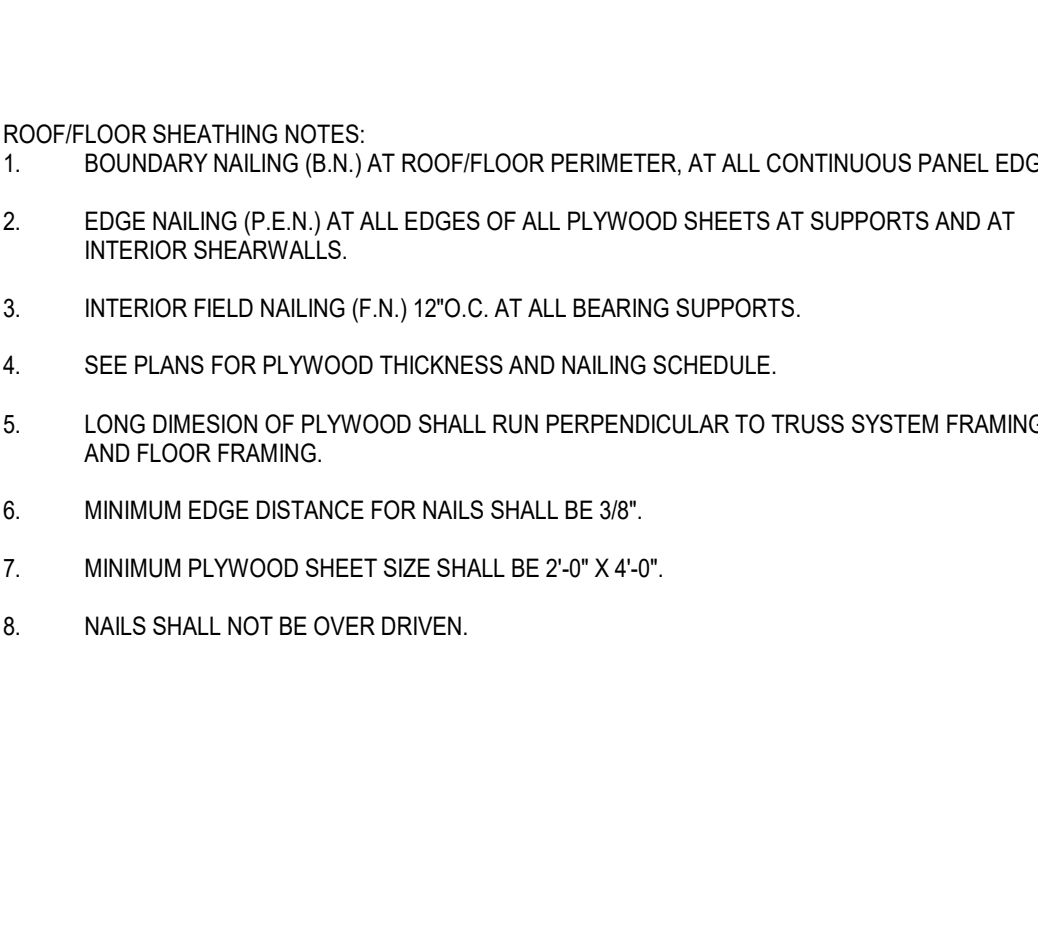 ROOF/FLOOR SHEATHING NOTES:
1. BOUNDARY NAILING (B.N.) AT ROOF/FLOOR PERIMETER, AT ALL CONTINUOUS PANEL
2. EDGE NAILING (P.E.N.) AT ALL EDGES OF ALL PLYWOOD SHEETS AT SUPPORTS AND AT
INTERIOR SHEARWALLS.
3. INTERIOR FIELD NAILING (F.N.) 12"O.C. AT ALL BEARING SUPPORTS.
4. SEE PLANS FOR PLYWOOD THICKNESS AND NAILING SCHEDULE.
5. LONG DIMESION OF PLYWOOD SHALL RUN PERPENDICULAR TO TRUSS SYSTEM FRAMING
AND FLOOR FRAMING.
6. MINIMUM EDGE DISTANCE FOR NAILS SHALL BE 3/8".
7. MINIMUM PLYWOOD SHEET SIZE SHALL BE 2'-0" X 4'-0".
8. NAILS SHALL NOT BE OVER DRIVEN.